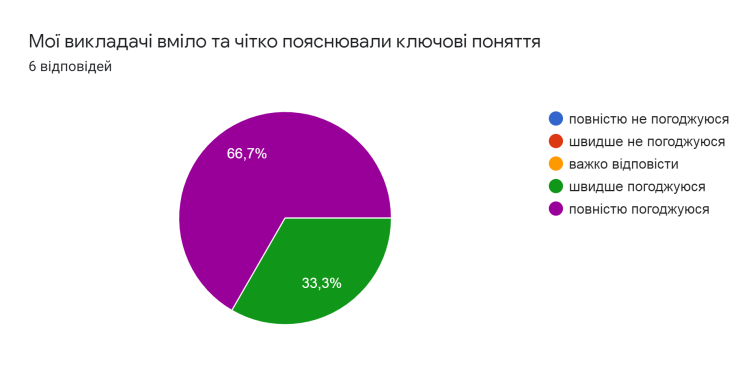 Мої викладачі вміло та чітко пояснювали ключові поняття
6 відповідей
66,7%
33,3%
повністю не погоджуюся
швидше не погоджуюся
важко відповісти
швидше погоджуюся
повністю погоджуюся